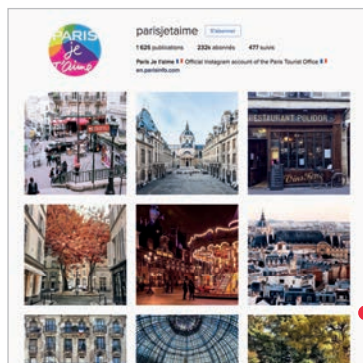 PARIS
je
T'aime
parisjetaime S'abonner
1 626 publications 232k abonnés 477 suivis
Paris Je t'aime Official Instagram account of the Paris Tourist Office
en.parisinfo.com
RESTAURANT POLIDOR